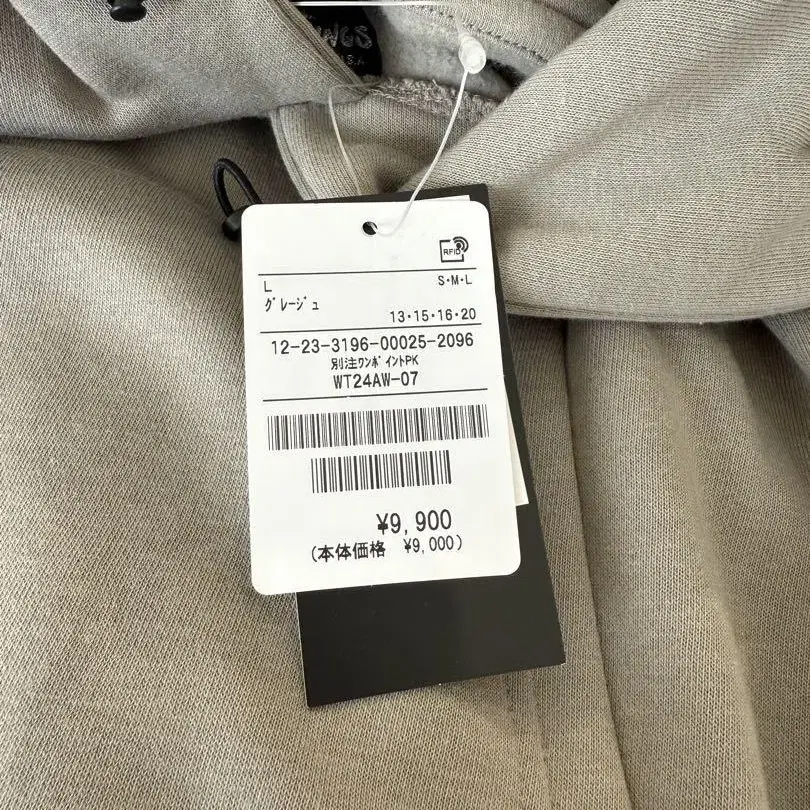 RFID
L S・M・L
グレージュ
13・15・16・20
12-23-3196-00025-2096
別注ワンポイントPK
WT24AW-07
¥9,900
(本体価格 ¥9,000)